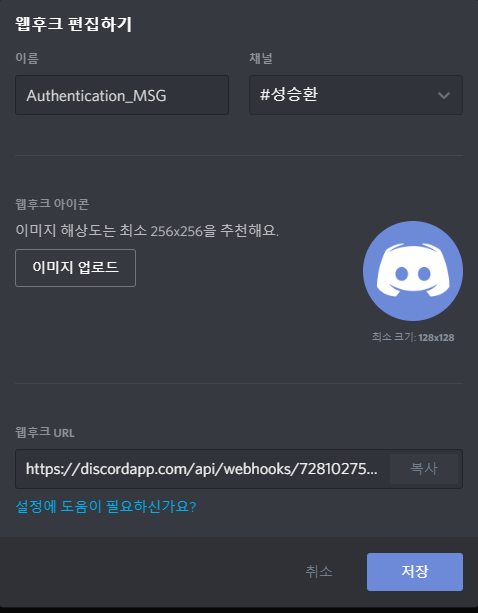 웹후크 편집하기
이름
채널
Authentication_MSG
#성승환
웹후크 아이콘
이미지 해상도는 최소 256x256을 추천해요.
이미지 업로드
최소 크기: 128x128
웹후크 URL
https://discordapp.com/api/webhooks/72810275...
복사
설정에 도움이 필요하신가요?
취소
저장